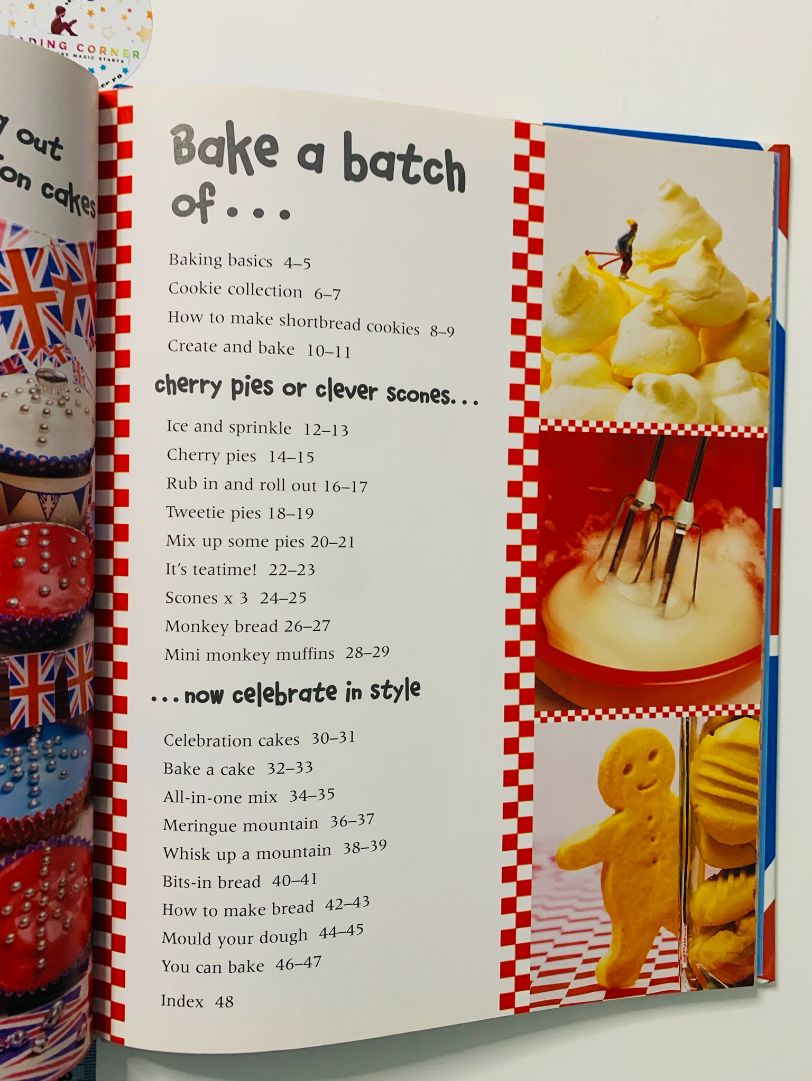 CORNER
out
on cakes
Bake a batch
of...
Baking basics 4–5
Cookie collection 6–7
How to make shortbread cookies 8–9
Create and bake 10–11
cherry pies or clever scones...
Ice and sprinkle 12–13
Cherry pies 14–15
Rub in and roll out 16–17
Tweetie pies 18–19
Mix up some pies 20–21
It's teatime! 22–23
Scones x 3 24–25
Monkey bread 26–27
Mini monkey muffins 28–29
...now celebrate in style
Celebration cakes 30–31
Bake a cake 32–33
All-in-one mix 34–35
Meringue mountain 36–37
Whisk up a mountain 38–39
Bits-in bread 40–41
How to make bread 42–43
Mould your dough 44–45
You can bake 46–47
Index 48